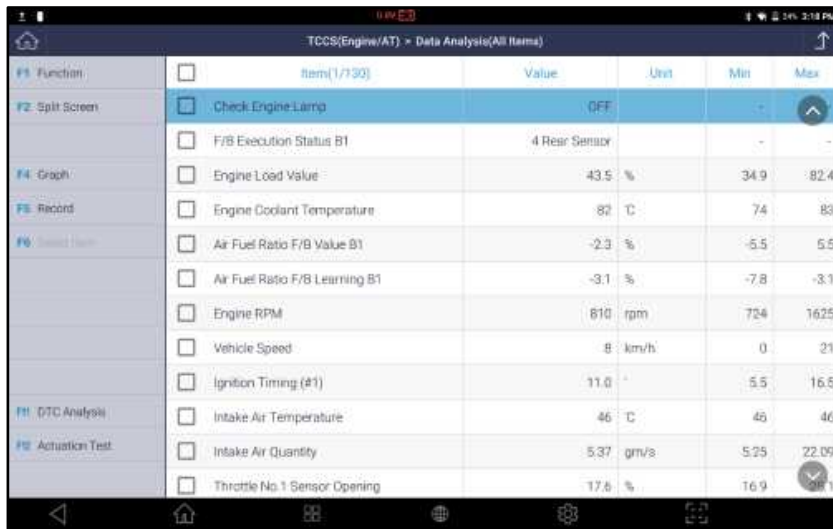 34% 3:18 PM
TCCS(Engine/AT) > Data Analysis(All Items)
F1 Function
Item(1/130) Value Unit Min Max
F2 Split Screen
Check Engine Lamp OFF -
F/B Execution Status B1 4 Rear Sensor - -
F4 Graph
Engine Load Value 43.5 % 34.9 82.4
F5 Record
Engine Coolant Temperature 82 ℃ 74 83
F6
Air Fuel Ratio F/B Value B1 -2.3 % -5.5 5.5
Air Fuel Ratio F/B Learning B1 -3.1 % -7.8 -3.1
Engine RPM 810 rpm 724 1625
Vehicle Speed 8 km/h 0 21
Ignition Timing (#1) 11.0 ° 5.5 16.5
F11 DTC Analysis
Intake Air Temperature 46 ℃ 46 46
F12 Actuation Test
Intake Air Quantity 5.37 gm/s 5.25 22.09
Throttle No.1 Sensor Opening 17.6 % 16.9